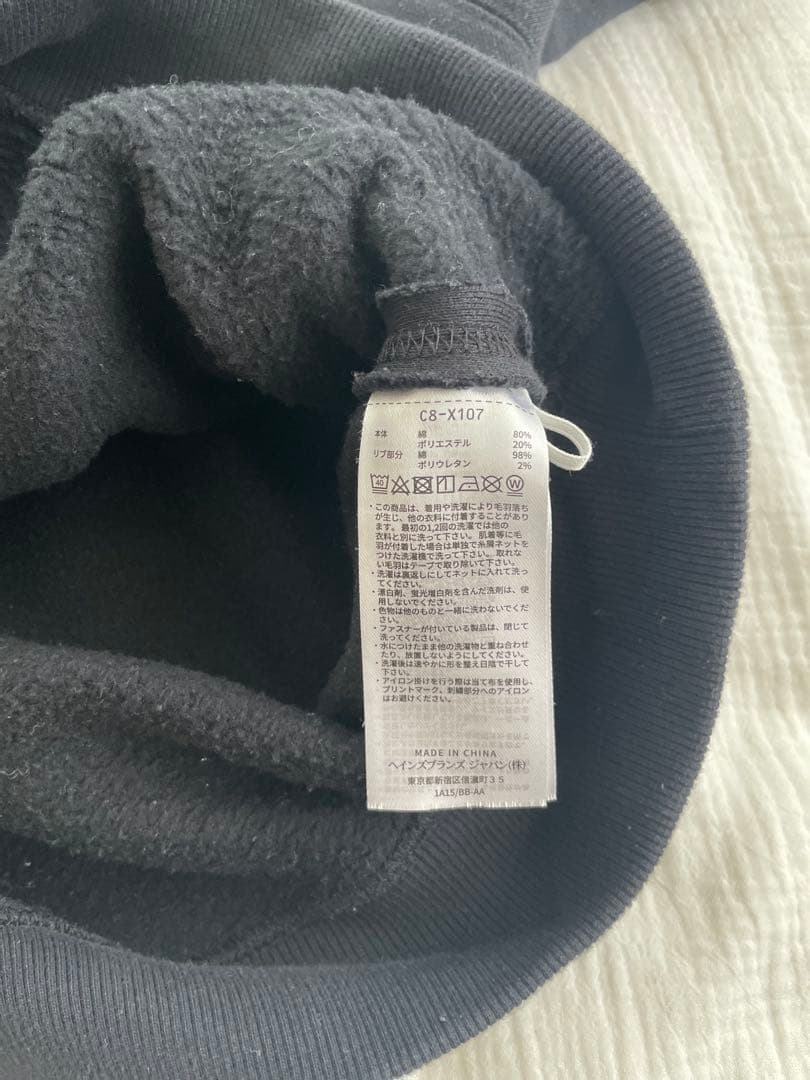 C8-X107
本体 綿 80%
ポリエステル 20%
リブ部分 綿 98%
ポリウレタン 2%
40 W
・この商品は、着用や洗濯により毛羽落ち
が生じ、他の衣料に付着することがあり
ます。最初の1,2回の洗濯では他の
衣料と別に洗って下さい。肌着等に毛
羽が付着した場合は単独で糸屑ネットを
つけた洗濯機で洗って下さい。取れな
い毛羽はテープで取り除いて下さい。
・洗濯は裏返しにしてネットに入れて洗っ
てください。
・漂白剤、蛍光増白剤を含んだ洗剤は、使
用しないでください。
・色物は他のものと一緒に洗わないでくだ
さい。
・ファスナーが付いている製品は、閉じて
洗ってください。
・水につけたまま他の洗濯物と重ね合わせ
たり、放置しないようにしてください。
・洗濯後は速やかに形を整え日陰で干して
下さい。
・アイロン掛けを行う際は当て布を使用し、
プリントマーク、刺繍部分へのアイロン
はお避けください。
MADE IN CHINA
ヘインズブランズ ジャパン(株)
東京都新宿区信濃町35
1A15/BB-AA